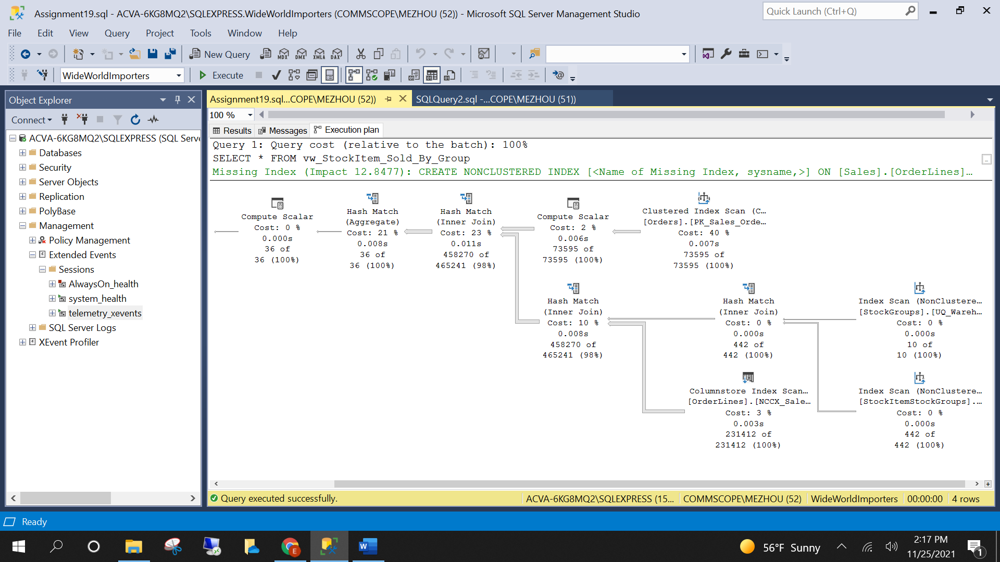 Assignment19.sql - ACVA-6KG8MQ2\SQLEXPRESS.WideWorldImporters (COMMSCOPE\MEZHOU (52)) - Microsoft SQL Server Management Studio
Quick Launch (Ctrl+Q)
File Edit View Query Project Tools Window Help
New Query MDX DMX XMLA DAX
WideWorldImporters Execute
Object Explorer
Connect
ACVA-6KG8MQ2\SQLEXPRESS (SQL Serve
Databases
Security
Server Objects
Replication
PolyBase
Management
Policy Management
Extended Events
Sessions
AlwaysOn_health
system_health
telemetry_xevents
SQL Server Logs
XEvent Profiler
Assignment19.sql...COPE\MEZHOU (52)) SQLQuery2.sql -...COPE\MEZHOU (51))
100 %
Results Messages Execution plan
Query 1: Query cost (relative to the batch): 100%
SELECT * FROM vw_StockItem_Sold_By_Group
Missing Index (Impact 12.8477): CREATE NONCLUSTERED INDEX [<Name of Missing Index, sysname,>] ON [Sales].[OrderLines]…
Compute Scalar
Cost: 0 %
0.000s
36 of
36 (100%)
Hash Match
(Aggregate)
Cost: 21 %
0.008s
36 of
36 (100%)
Hash Match
(Inner Join)
Cost: 23 %
0.011s
458270 of
465241 (98%)
Compute Scalar
Cost: 2 %
0.006s
73595 of
73595 (100%)
Clustered Index Scan (C…
[Orders].[PK_Sales_Orde…
Cost: 40 %
0.007s
73595 of
73595 (100%)
Hash Match
(Inner Join)
Cost: 10 %
0.008s
458270 of
465241 (98%)
Hash Match
(Inner Join)
Cost: 0 %
0.000s
442 of
442 (100%)
Index Scan (NonClustere…
[StockGroups].[UQ_Wareh…
Cost: 0 %
0.000s
10 of
10 (100%)
Columnstore Index Scan…
[OrderLines].[NCCX_Sale…
Cost: 3 %
0.003s
231412 of
231412 (100%)
Index Scan (NonClustere…
[StockItemStockGroups].…
Cost: 0 %
0.000s
442 of
442 (100%)
Query executed successfully. ACVA-6KG8MQ2\SQLEXPRESS (15... COMMSCOPE\MEZHOU (52) WideWorldImporters 00:00:00 4 rows
Ready
E
W
56°F Sunny
2:17 PM
11/25/2021
1